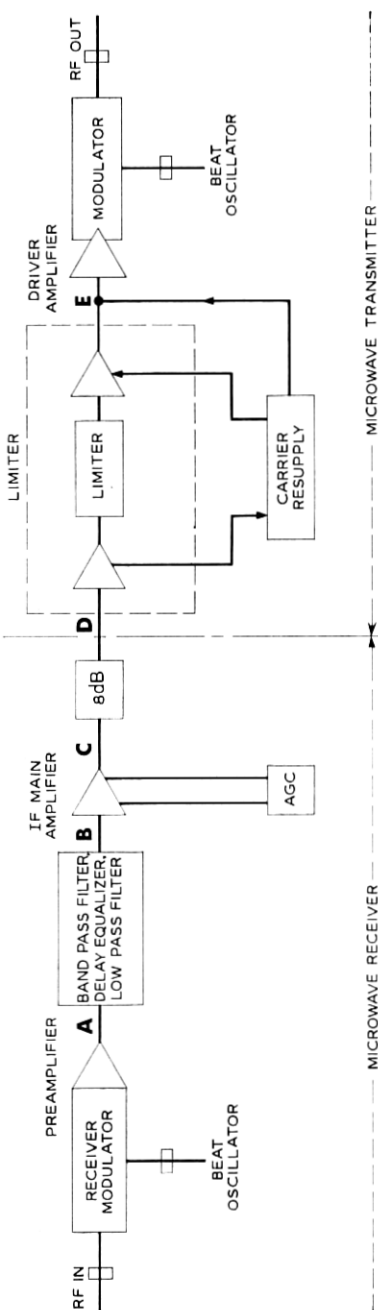 RF IN
RECEIVER
MODULATOR
BEAT
OSCILLATOR
PREAMPLIFIER
A
BAND PASS FILTER,
DELAY EQUALIZER,
LOW PASS FILTER
B
IF MAIN
AMPLIFIER
AGC
C
8dB
D
LIMITER
LIMITER
CARRIER
RESUPPLY
E
DRIVER
AMPLIFIER
MODULATOR
BEAT
OSCILLATOR
RF OUT
MICROWAVE RECEIVER
MICROWAVE TRANSMITTER